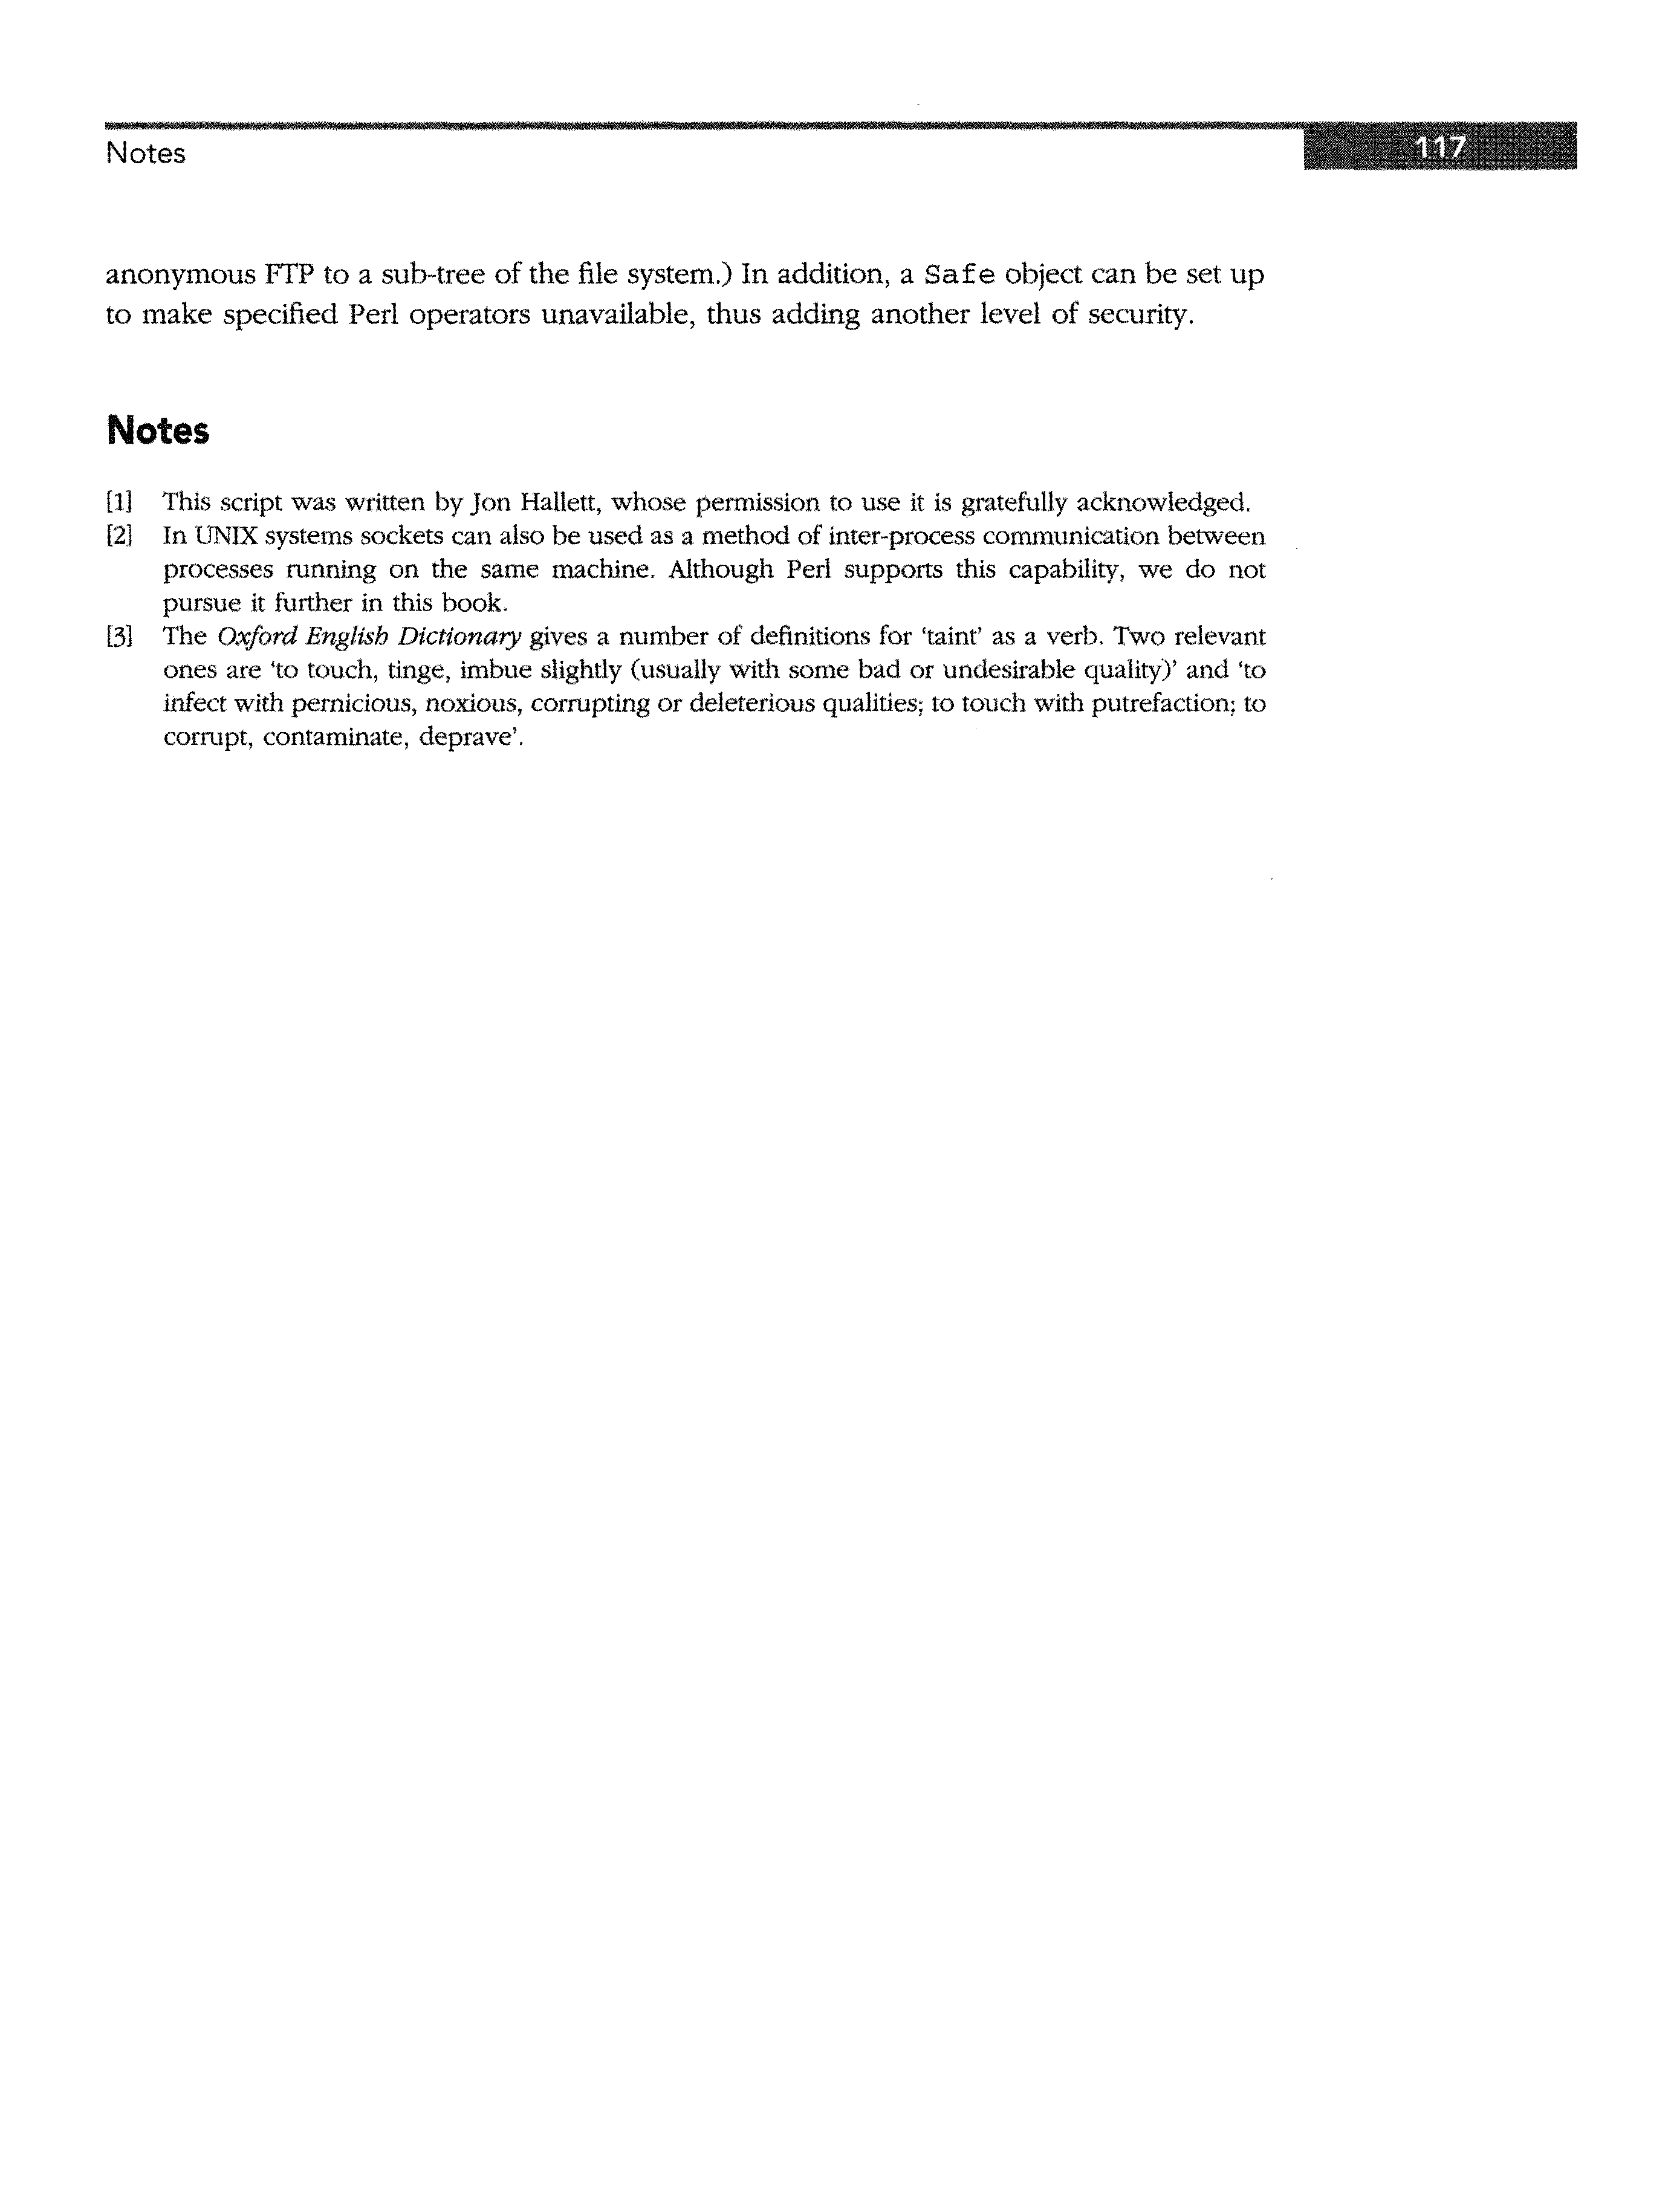 Notes
117
anonymous FTP to a sub-tree of the file system.) In addition, a Safe object can be set up
to make specified Perl operators unavailable, thus adding another level of security.
Notes
[1] This script was written by Jon Hallett, whose permission to use it is gratefully acknowledged.
[2] In UNIX systems sockets can also be used as a method of inter-process communication between
processes running on the same machine. Although Perl supports this capability, we do not
pursue it further in this book.
[3] The Oxford English Dictionary gives a number of definitions for ‘taint’ as a verb. Two relevant
ones are ‘to touch, tinge, imbue slightly (usually with some bad or undesirable quality)’ and ‘to
infect with pernicious, noxious, corrupting or deleterious qualities; to touch with putrefaction; to
corrupt, contaminate, deprave’.